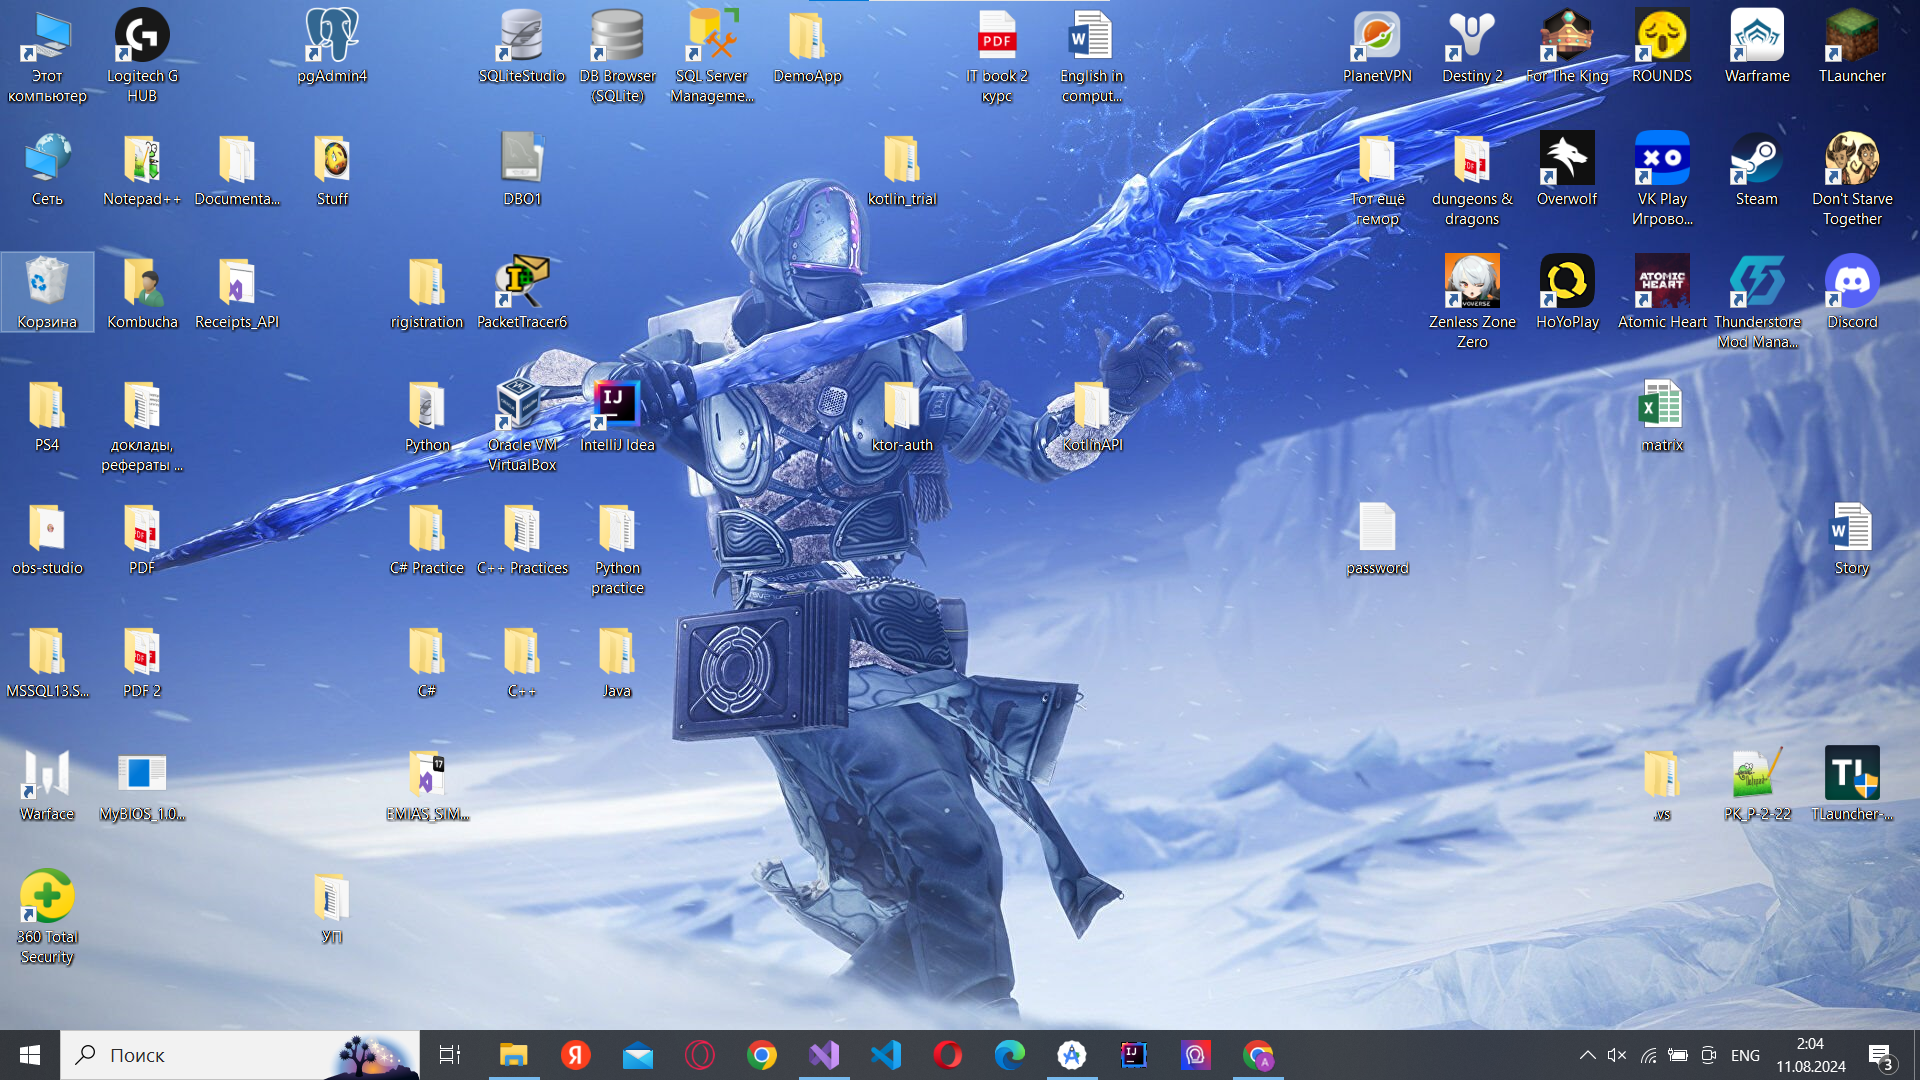 Этот компьютер
Logitech G HUB
pgAdmin4
SQLiteStudio
DB Browser (SQLite)
SQL Server Manageme...
DemoApp
IT book 2 курс
English in comput...
PlanetVPN
Destiny 2
For The King
ROUNDS
Warframe
TLauncher
Сеть
Notepad++
Documenta...
Stuff
DBO1
kotlin_trial
Тот ещё гемор
dungeons & dragons
Overwolf
VK Play Игрово...
Steam
Don't Starve Together
Корзина
Kombucha
Receipts_API
rigistration
PacketTracer6
Zenless Zone Zero
HoYoPlay
Atomic Heart
Thunderstore Mod Mana...
Discord
PS4
доклады, рефераты ...
Python
Oracle VM VirtualBox
IntelliJ Idea
ktor-auth
KotlinAPI
matrix
obs-studio
PDF
C# Practice
C++ Practices
Python practice
password
Story
MSSQL13.S...
PDF 2
C#
C++
Java
Warface
MyBIOS_1.0...
EMIAS_SIM...
.vs
PK_P-2-22
TLauncher-...
360 Total Security
УП
Поиск
ENG
2:04
11.08.2024
3